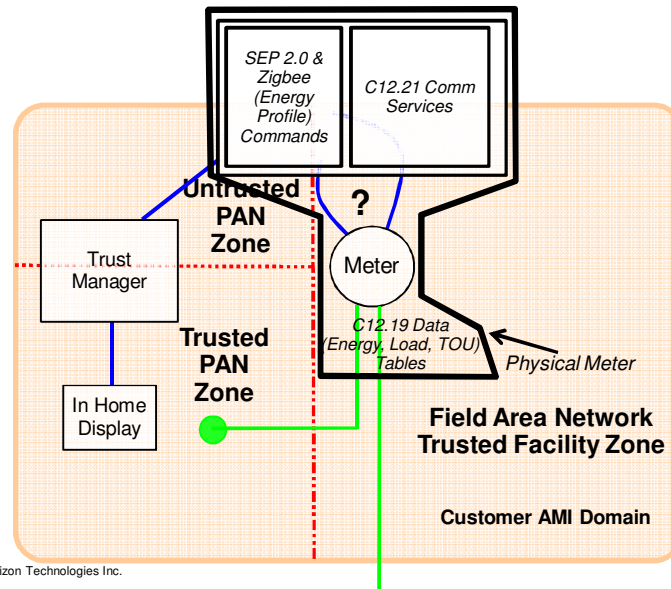 SEP 2.0 &
Zigbee
(Energy
Profile)
Commands
C12.21 Comm
Services
Untrusted
PAN
Zone
?
Trust
Manager
Meter
Trusted
PAN
Zone
C12.19 Data
(Energy, Load, TOU)
Tables
Physical Meter
In Home
Display
Field Area Network
Trusted Facility Zone
Customer AMI Domain
izon Technologies Inc.